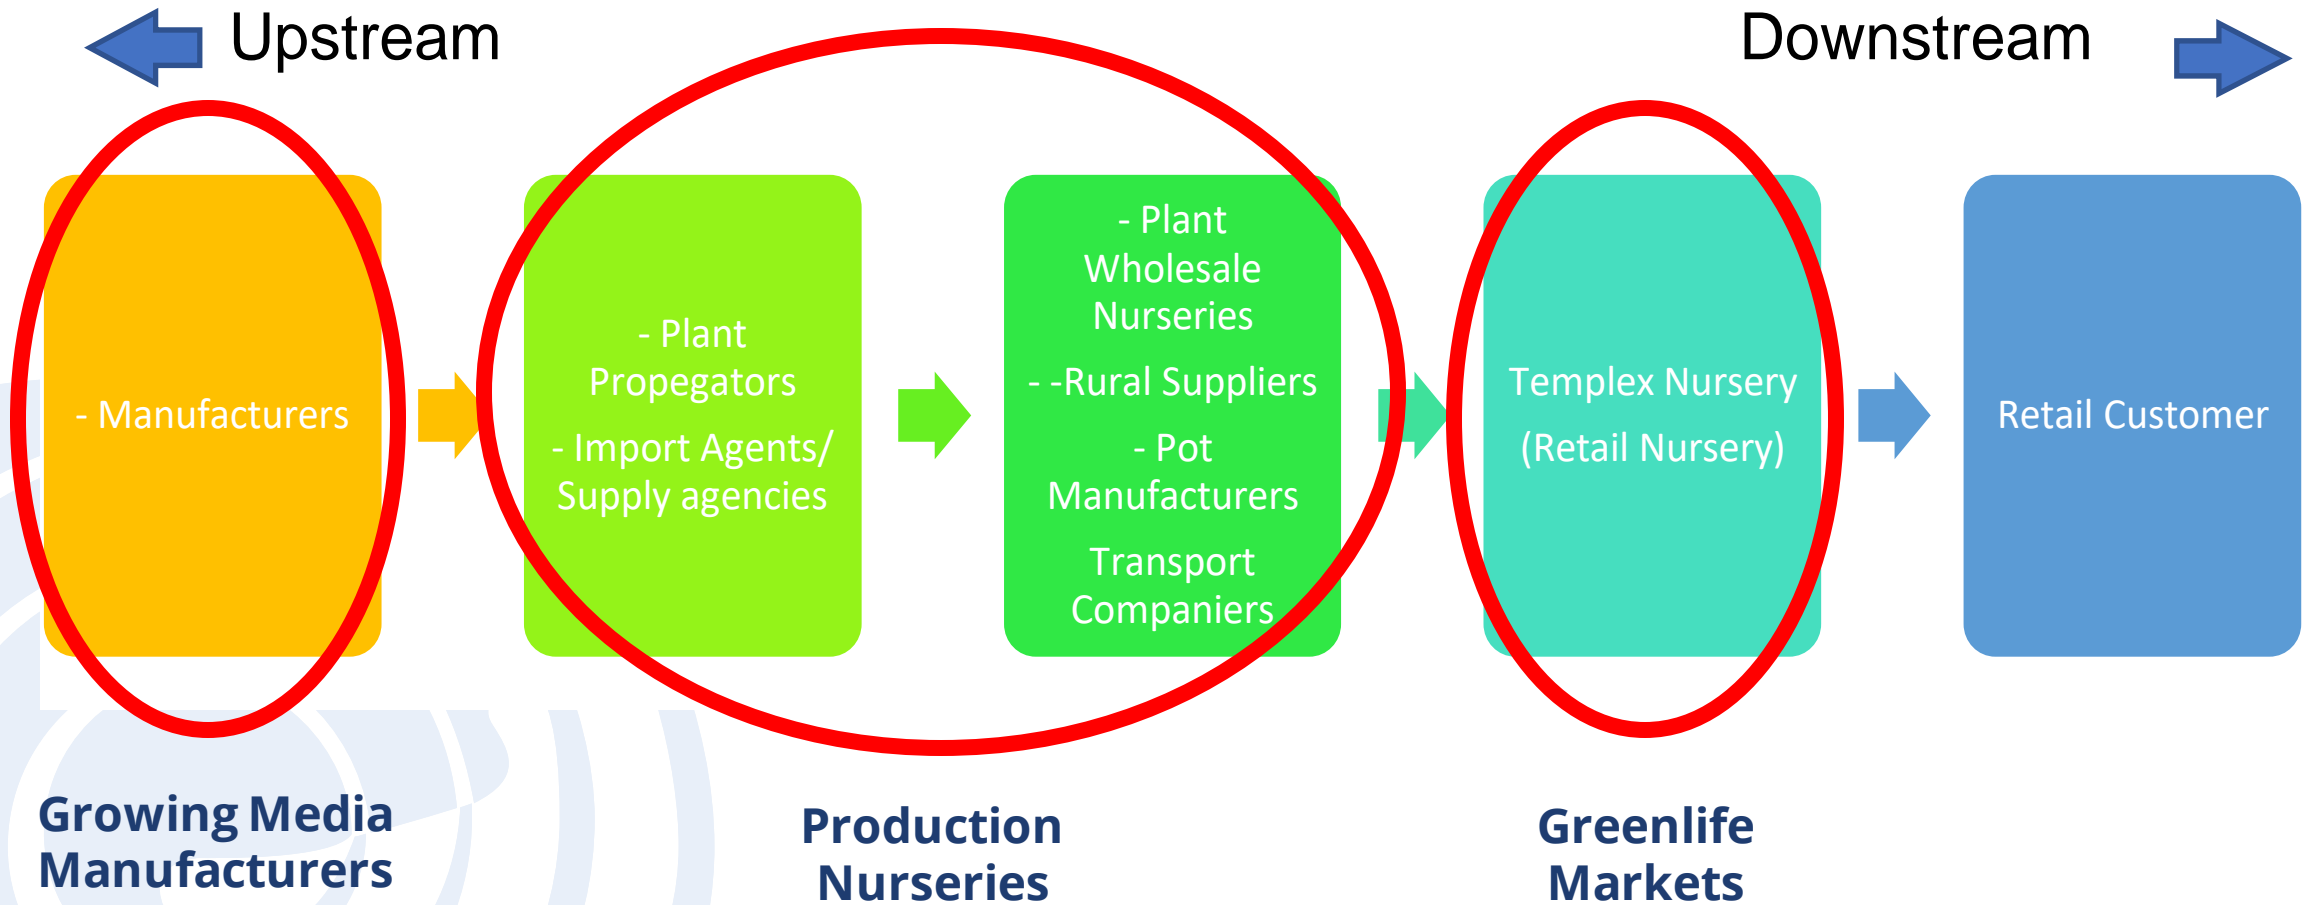 Upstream
Downstream
- Manufacturers
- Plant
Propegators
- Import Agents/
Supply agencies
- Plant
Wholesale
Nurseries
- -Rural Suppliers
- Pot
Manufacturers
Transport
Companiers
Templex Nursery
(Retail Nursery)
Retail Customer
Growing Media
Manufacturers
Production
Nurseries
Greenlife
Markets